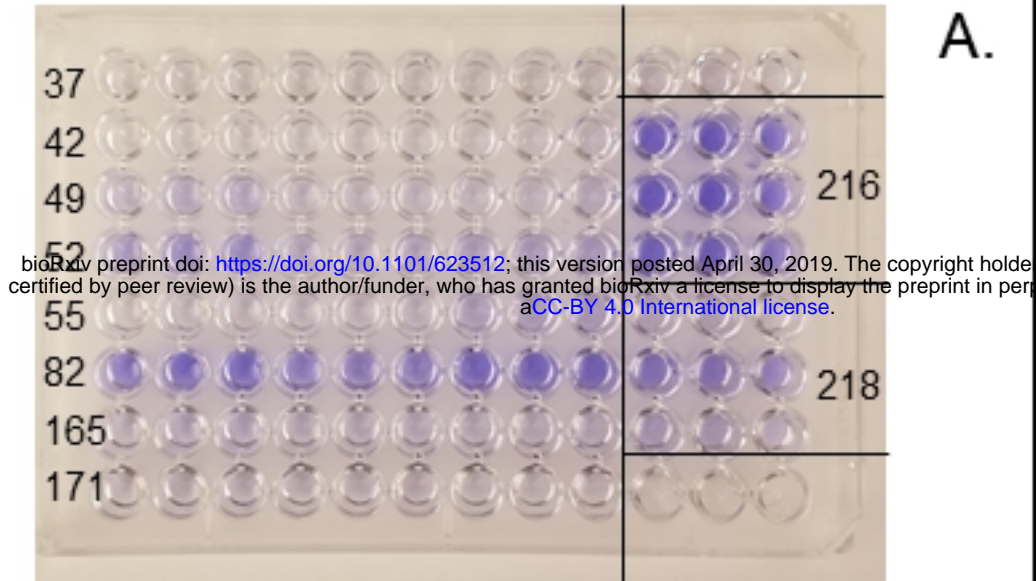 A.
37
42
49
52
55
82
165
171
216
218
bioRxiv preprint doi: https://doi.org/10.1101/623512; this version posted April 30, 2019. The copyright holde
certified by peer review) is the author/funder, who has granted bioRxiv a license to display the preprint in per
aCC-BY 4.0 International license.